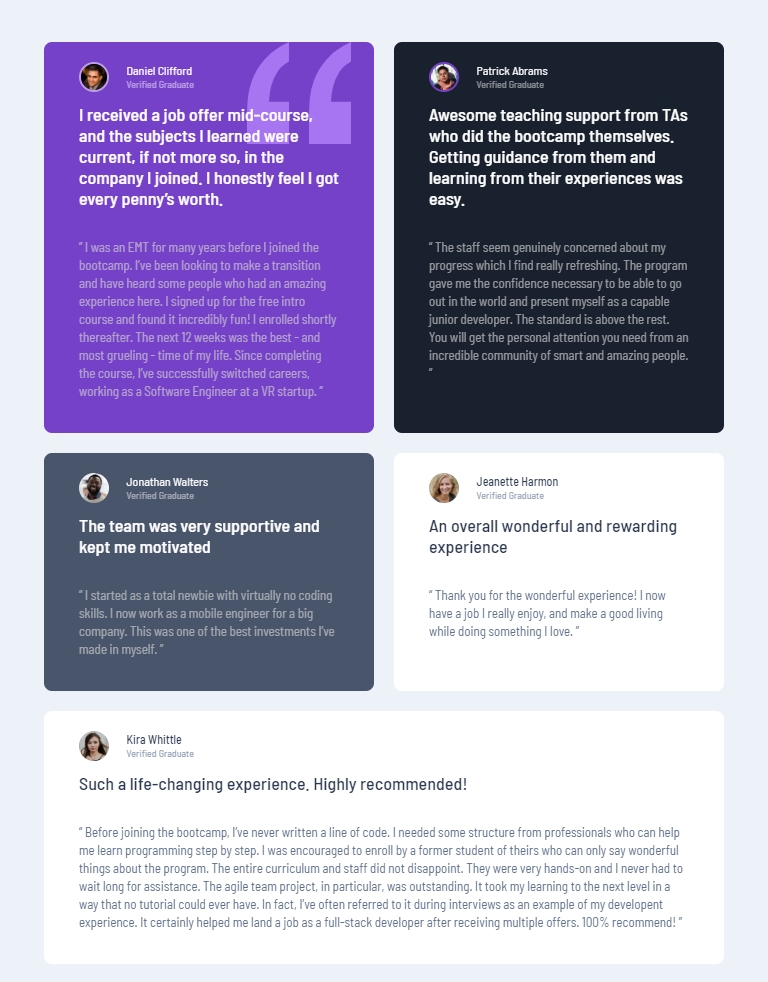 Daniel Clifford
Verified Graduate
I received a job offer mid-course,
and the subjects I learned were
current, if not more so, in the
company I joined. I honestly feel I got
every penny’s worth.
“ I was an EMT for many years before I joined the
bootcamp. I’ve been looking to make a transition
and have heard some people who had an amazing
experience here. I signed up for the free intro
course and found it incredibly fun! I enrolled shortly
thereafter. The next 12 weeks was the best - and
most grueling - time of my life. Since completing
the course, I’ve successfully switched careers,
working as a Software Engineer at a VR startup. ”
Patrick Abrams
Verified Graduate
Awesome teaching support from TAs
who did the bootcamp themselves.
Getting guidance from them and
learning from their experiences was
easy.
“ The staff seem genuinely concerned about my
progress which I find really refreshing. The program
gave me the confidence necessary to be able to go
out in the world and present myself as a capable
junior developer. The standard is above the rest.
You will get the personal attention you need from an
incredible community of smart and amazing people.
”
Jonathan Walters
Verified Graduate
The team was very supportive and
kept me motivated
“ I started as a total newbie with virtually no coding
skills. I now work as a mobile engineer for a big
company. This was one of the best investments I’ve
made in myself. ”
Jeanette Harmon
Verified Graduate
An overall wonderful and rewarding
experience
“ Thank you for the wonderful experience! I now
have a job I really enjoy, and make a good living
while doing something I love. ”
Kira Whittle
Verified Graduate
Such a life-changing experience. Highly recommended!
“ Before joining the bootcamp, I’ve never written a line of code. I needed some structure from professionals who can help
me learn programming step by step. I was encouraged to enroll by a former student of theirs who can only say wonderful
things about the program. The entire curriculum and staff did not disappoint. They were very hands-on and I never had to
wait long for assistance. The agile team project, in particular, was outstanding. It took my learning to the next level in a
way that no tutorial could ever have. In fact, I’ve often referred to it during interviews as an example of my developent
experience. It certainly helped me land a job as a full-stack developer after receiving multiple offers. 100% recommend! ”